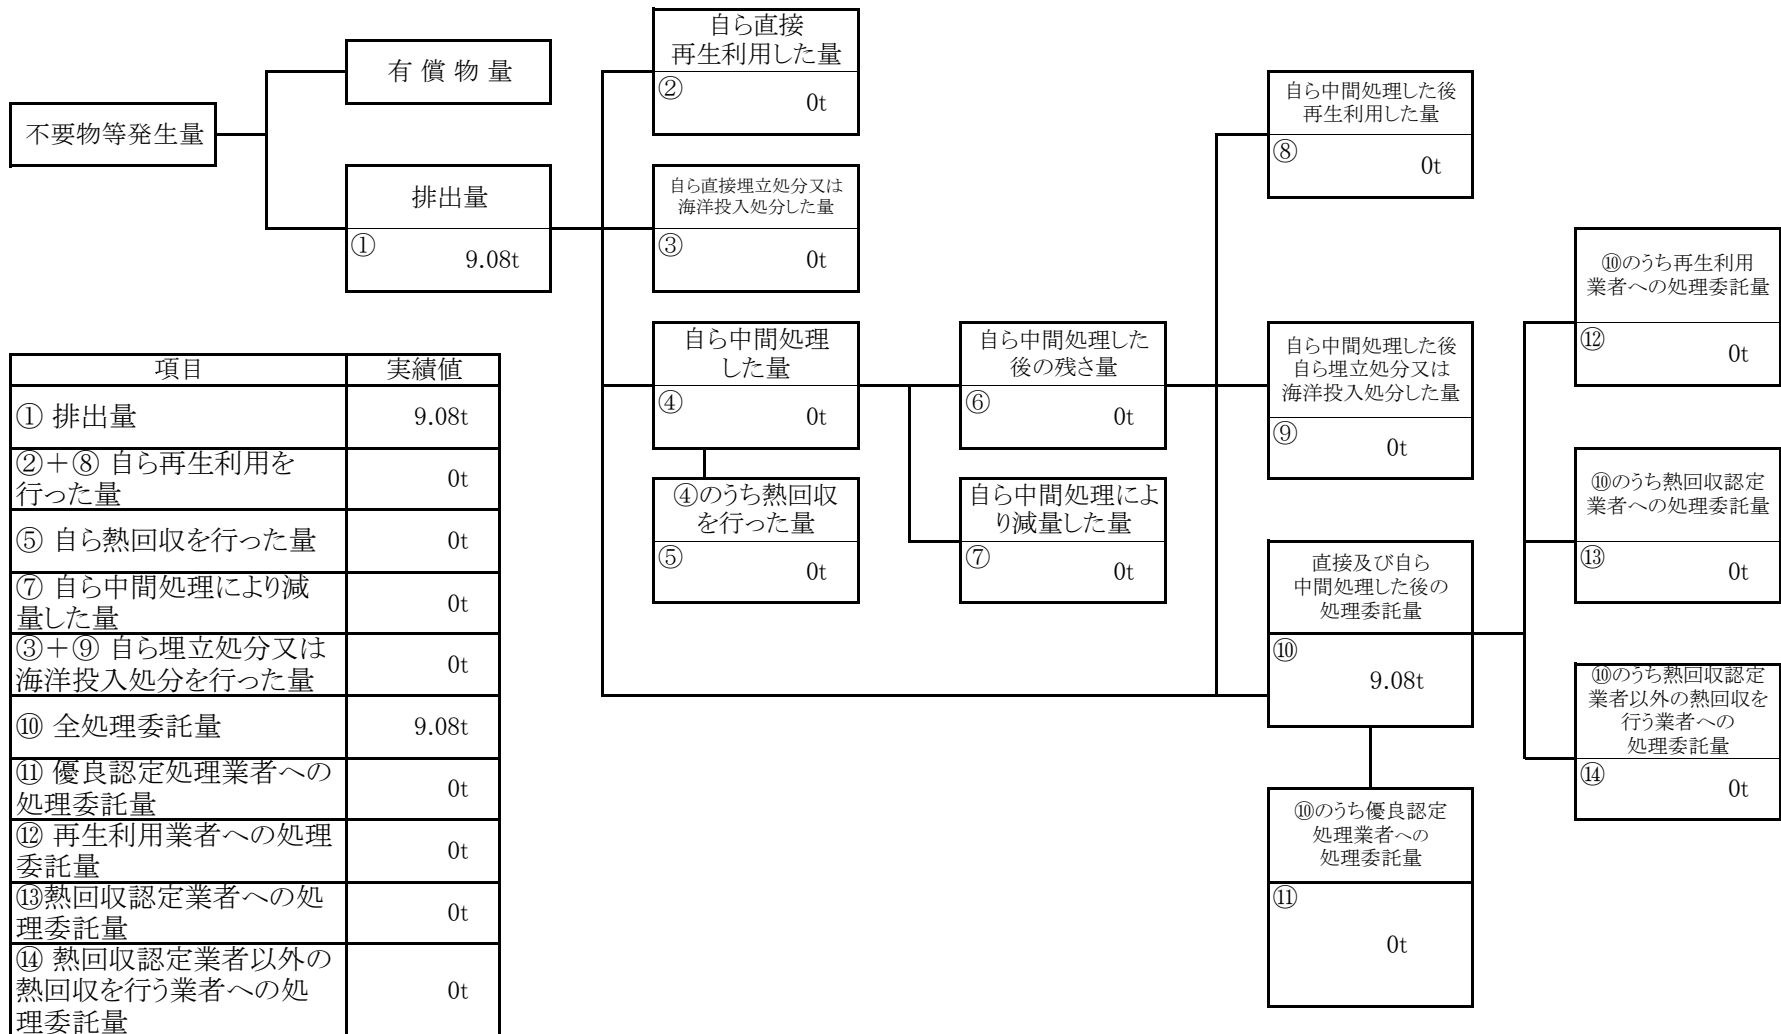 不要物等発生量
有償物量
排出量
①
9.08t
自ら直接
再生利用した量
②
0t
自ら直接埋立処分又は
海洋投入処分した量
③
0t
自ら中間処理
した量
④
0t
④のうち熱回収
を行った量
⑤
0t
自ら中間処理した
後の残さ量
⑥
0t
自ら中間処理によ
り減量した量
⑦
0t
自ら中間処理した後
再生利用した量
⑧
0t
自ら中間処理した後
自ら埋立処分又は
海洋投入処分した量
⑨
0t
直接及び自ら
中間処理した後の
処理委託量
⑩
9.08t
⑩のうち優良認定
処理業者への
処理委託量
⑪
0t
⑩のうち再生利用
業者への処理委託量
⑫
0t
⑩のうち熱回収認定
業者への処理委託量
⑬
0t
⑩のうち熱回収認定
業者以外の熱回収を
行う業者への
処理委託量
⑭
0t
項目 実績値
① 排出量 9.08t
②+⑧ 自ら再生利用を
行った量 0t
⑤ 自ら熱回収を行った量 0t
⑦ 自ら中間処理により減
量した量 0t
③+⑨ 自ら埋立処分又は
海洋投入処分を行った量 0t
⑩ 全処理委託量 9.08t
⑪ 優良認定処理業者への
処理委託量 0t
⑫ 再生利用業者への処理
委託量 0t
⑬熱回収認定業者への処
理委託量 0t
⑭ 熱回収認定業者以外の
熱回収を行う業者への処
理委託量 0t